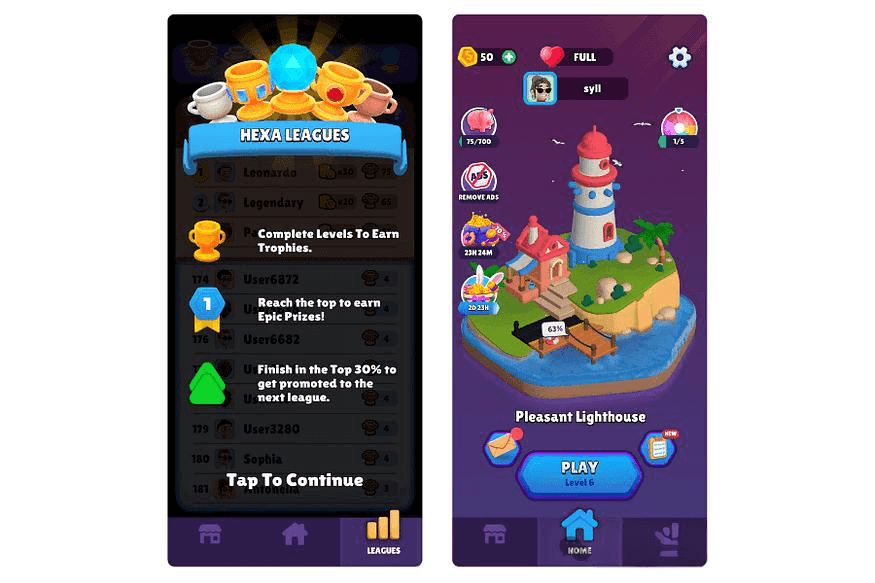 HEXA LEAGUES
1 Leonardo x30 75
2 Legendary x20 65
Complete Levels To Earn
Trophies.
174 User6872 4
1
Reach the top to earn
Epic Prizes!
176 User6682 4
Finish in the Top 30% to
get promoted to the
next league.
4
179 User3280 4
180 Sophia 4
Tap To Continue
181 Antonella 3
LEAGUES
50
FULL
syll
75/700
1/5
ADS
REMOVE ADS
70%
23H 24M
2D 23H
63%
Pleasant Lighthouse
NEW
PLAY
Level 6
HOME